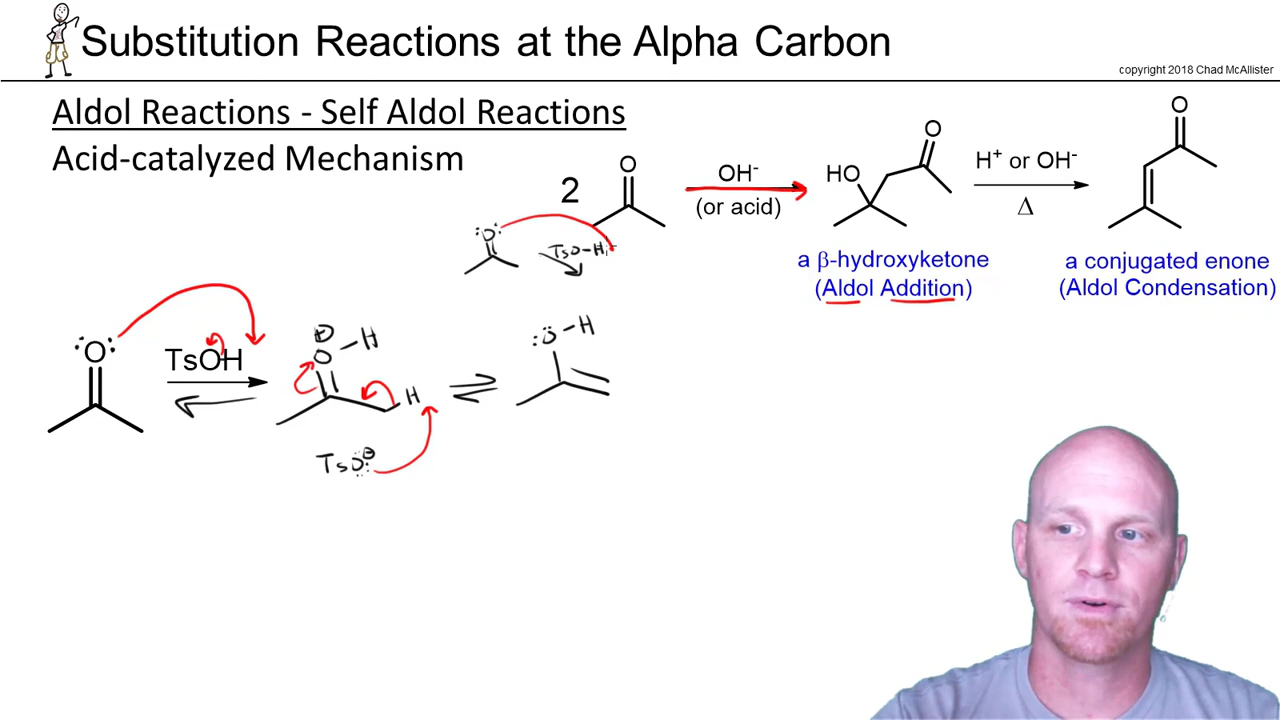 Substitution Reactions at the Alpha Carbon
copyright 2018 Chad McAllister
Aldol Reactions - Self Aldol Reactions
Acid-catalyzed Mechanism
2
O
OH⁻
(or acid)
HO
O
H⁺ or OH⁻
Δ
O
a β-hydroxyketone
(Aldol Addition)
a conjugated enone
(Aldol Condensation)
O
TsO-H
O
TsOH
⊕
O-H
H
TsO⊖
O-H